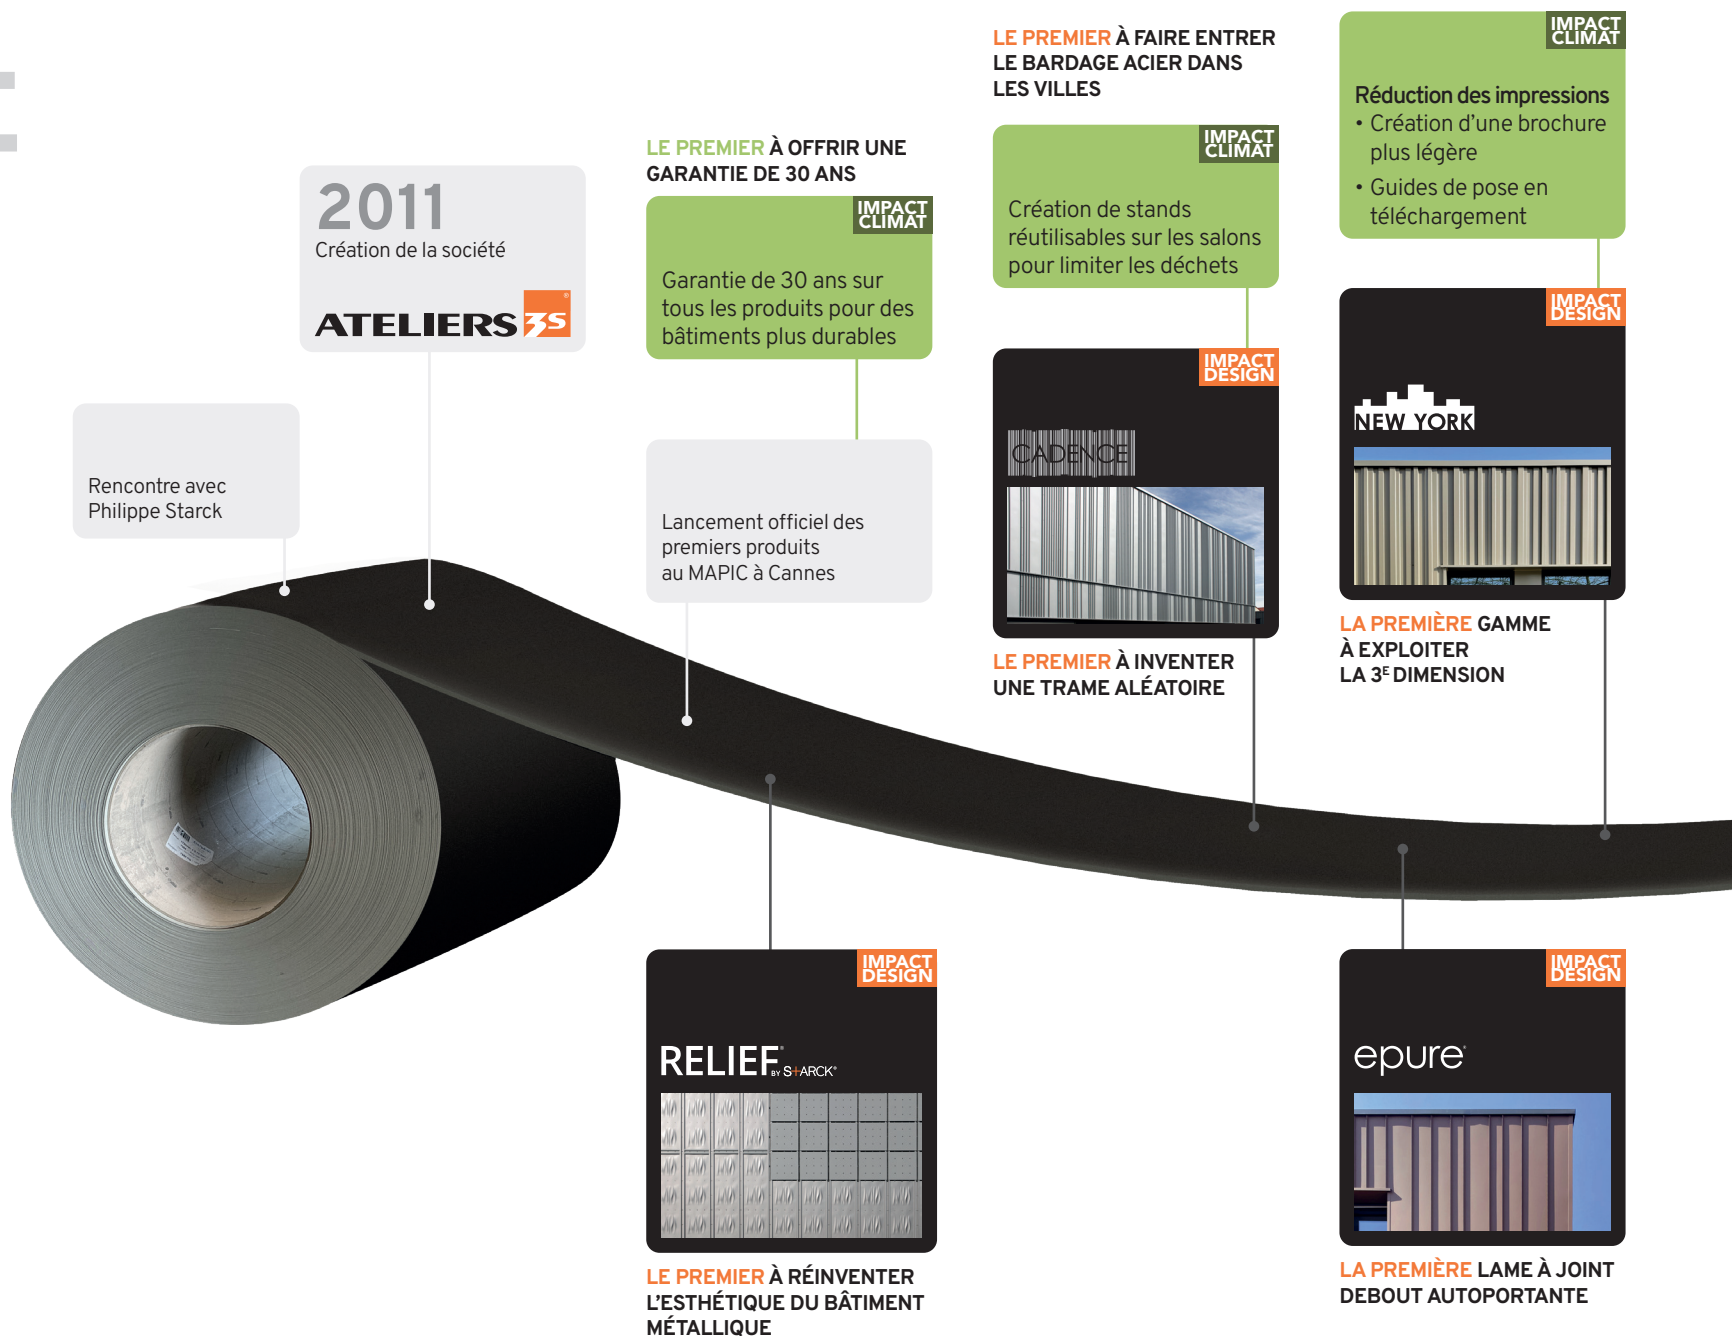 Rencontre avec
Philippe Starck
2011
Création de la société
ATELIERS 3S®
LE PREMIER À OFFRIR UNE
GARANTIE DE 30 ANS
IMPACT
CLIMAT
Garantie de 30 ans sur
tous les produits pour des
bâtiments plus durables
Lancement officiel des
premiers produits
au MAPIC à Cannes
IMPACT
DESIGN
RELIEF®
BY S+ARCK®
LE PREMIER À RÉINVENTER
L’ESTHÉTIQUE DU BÂTIMENT
MÉTALLIQUE
LE PREMIER À FAIRE ENTRER
LE BARDAGE ACIER DANS
LES VILLES
IMPACT
CLIMAT
Création de stands
réutilisables sur les salons
pour limiter les déchets
IMPACT
DESIGN
CADENCE
LE PREMIER À INVENTER
UNE TRAME ALÉATOIRE
IMPACT
CLIMAT
Réduction des impressions
• Création d’une brochure
plus légère
• Guides de pose en
téléchargement
IMPACT
DESIGN
NEW YORK
LA PREMIÈRE GAMME
À EXPLOITER
LA 3E DIMENSION
IMPACT
DESIGN
epure®
LA PREMIÈRE LAME À JOINT
DEBOUT AUTOPORTANTE